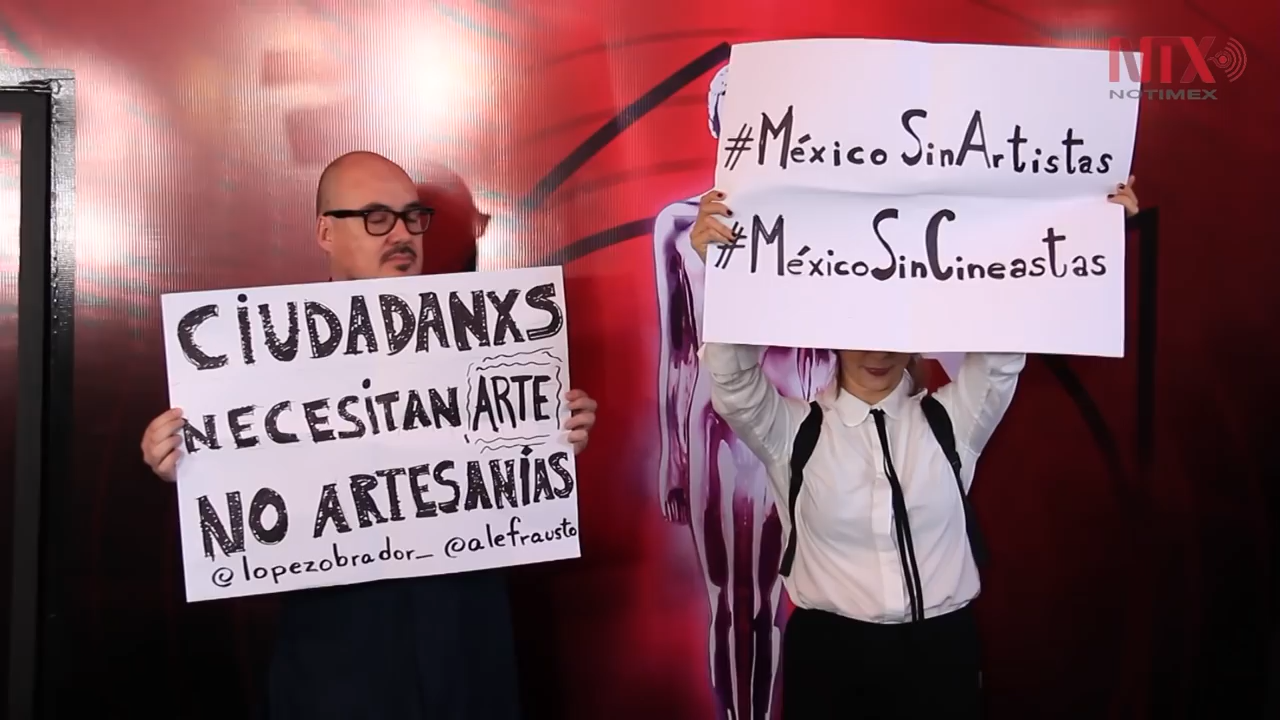 CIUDADANXS
NECESITAN ARTE
NO ARTESANÍAS
@lopezobrador_ @alefrausto
#México SinArtistas
#MéxicoSinCineastas
NTX
NOTIMEX